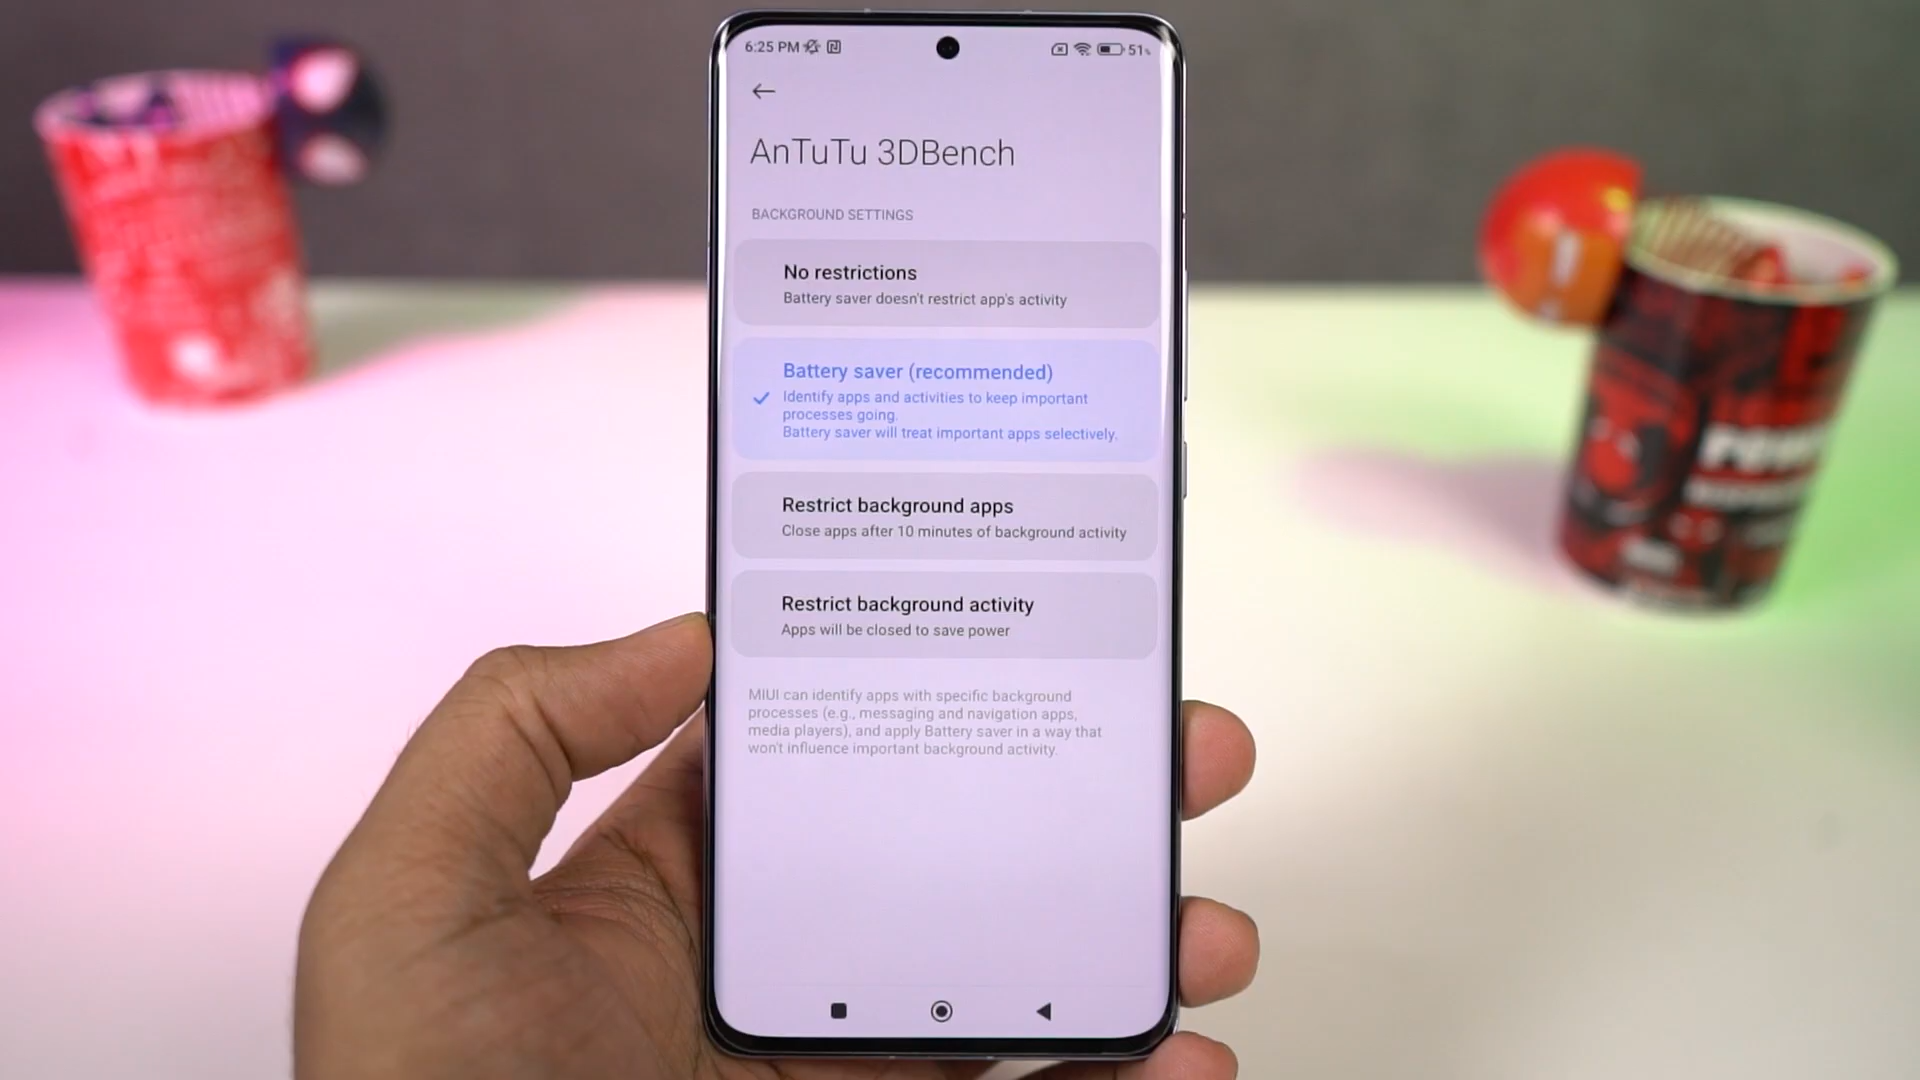 6:25 PM
51%
AnTuTu 3DBench
BACKGROUND SETTINGS
No restrictions
Battery saver doesn't restrict app's activity
Battery saver (recommended)
Identify apps and activities to keep important
processes going.
Battery saver will treat important apps selectively.
Restrict background apps
Close apps after 10 minutes of background activity
Restrict background activity
Apps will be closed to save power
MIUI can identify apps with specific background
processes (e.g., messaging and navigation apps,
media players), and apply Battery saver in a way that
won't influence important background activity.